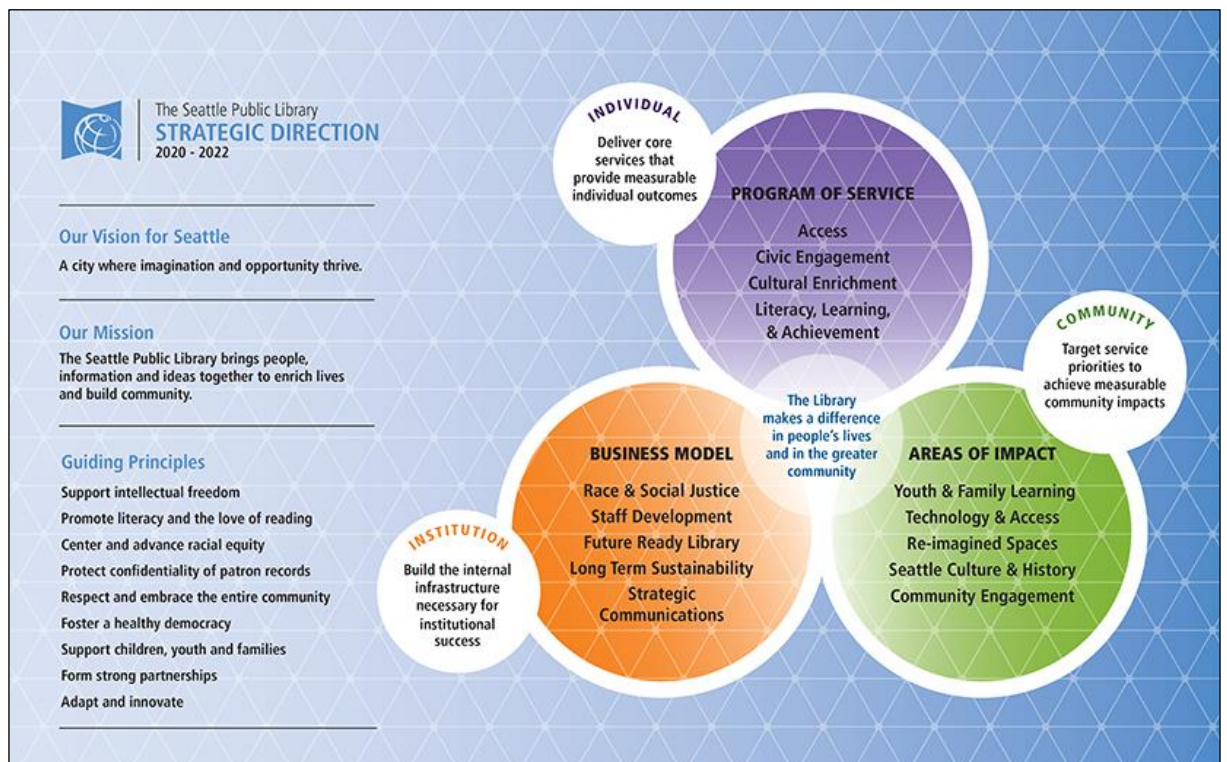 The Seattle Public Library
STRATEGIC DIRECTION
2020 - 2022
Our Vision for Seattle
A city where imagination and opportunity thrive.
Our Mission
The Seattle Public Library brings people,
information and ideas together to enrich lives
and build community.
Guiding Principles
Support intellectual freedom
Promote literacy and the love of reading
Center and advance racial equity
Protect confidentiality of patron records
Respect and embrace the entire community
Foster a healthy democracy
Support children, youth and families
Form strong partnerships
Adapt and innovate
INDIVIDUAL
Deliver core
services that
provide measurable
individual outcomes
PROGRAM OF SERVICE
Access
Civic Engagement
Cultural Enrichment
Literacy, Learning,
& Achievement
COMMUNITY
Target service
priorities to
achieve measurable
community impacts
The Library
makes a difference
in people's lives
and in the greater
community
BUSINESS MODEL
Race & Social Justice
Staff Development
Future Ready Library
Long Term Sustainability
Strategic
Communications
AREAS OF IMPACT
Youth & Family Learning
Technology & Access
Re-imagined Spaces
Seattle Culture & History
Community Engagement
INSTITUTION
Build the internal
infrastructure
necessary for
institutional
success